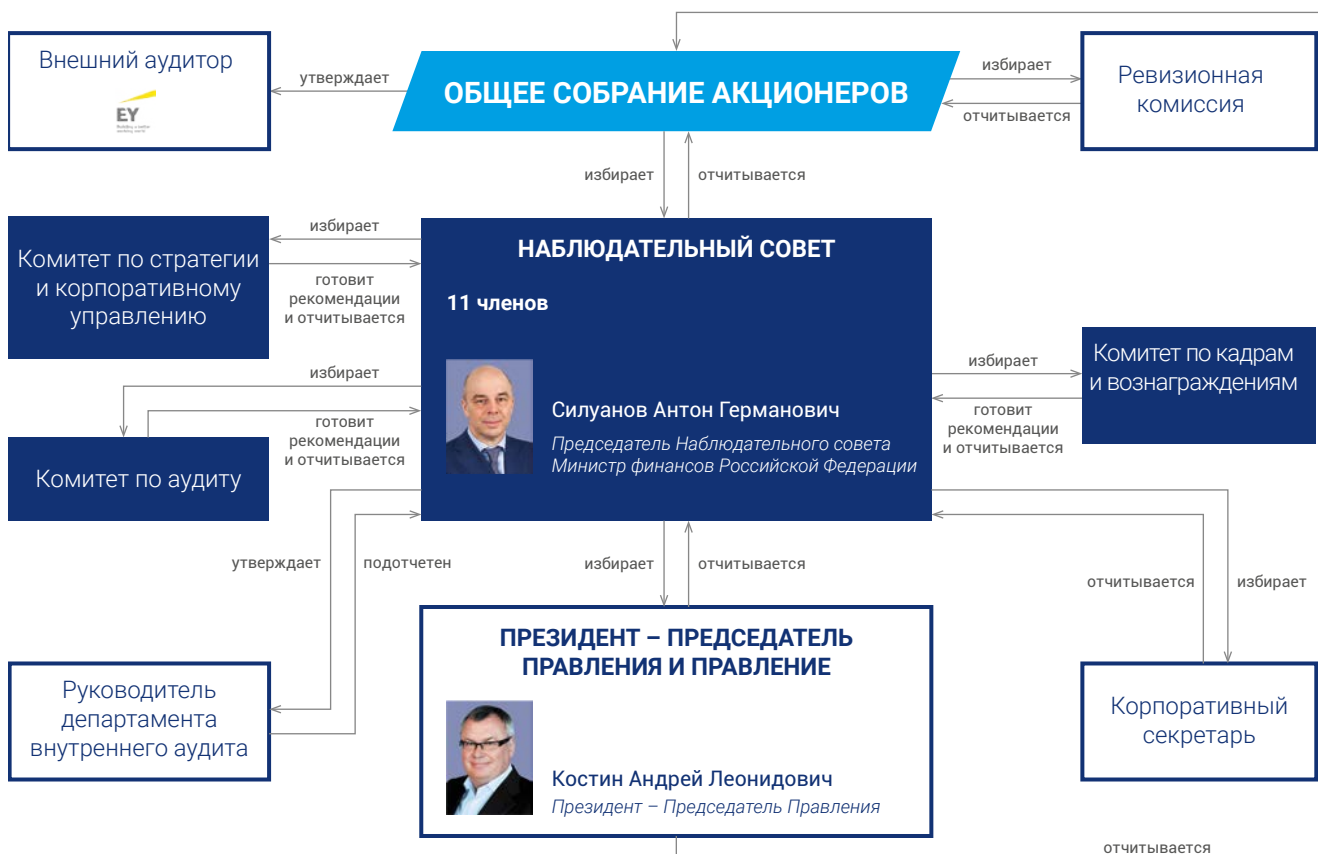 Внешний аудитор
EY
утверждает
ОБЩЕЕ СОБРАНИЕ АКЦИОНЕРОВ
избирает
отчитывается
Ревизионная
комиссия
избирает
отчитывается
Комитет по стратегии
и корпоративному
управлению
избирает
готовит
рекомендации
и отчитывается
НАБЛЮДАТЕЛЬНЫЙ СОВЕТ
11 членов
Силуанов Антон Германович
Председатель Наблюдательного совета
Министр финансов Российской Федерации
избирает
готовит
рекомендации
и отчитывается
Комитет по кадрам
и вознаграждениям
избирает
готовит
рекомендации
и отчитывается
Комитет по аудиту
утверждает
подотчетен
избирает
отчитывается
отчитывается
избирает
Руководитель
департамента
внутреннего аудита
ПРЕЗИДЕНТ – ПРЕДСЕДАТЕЛЬ
ПРАВЛЕНИЯ И ПРАВЛЕНИЕ
Костин Андрей Леонидович
Президент – Председатель Правления
Корпоративный
секретарь
отчитывается